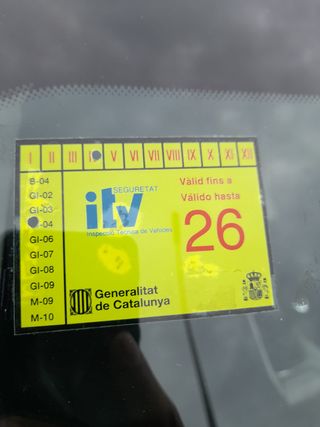 I II III V VI VII VIII IX X XI XII
B-04
GI-02
GI-03
-04
GI-06
GI-07
GI-08
GI-09
M-09
M-10
SEGURETAT
itv
Inspecció Tècnica de Vehicles
Vàlid fins a
Válido hasta
26
Generalitat
de Catalunya